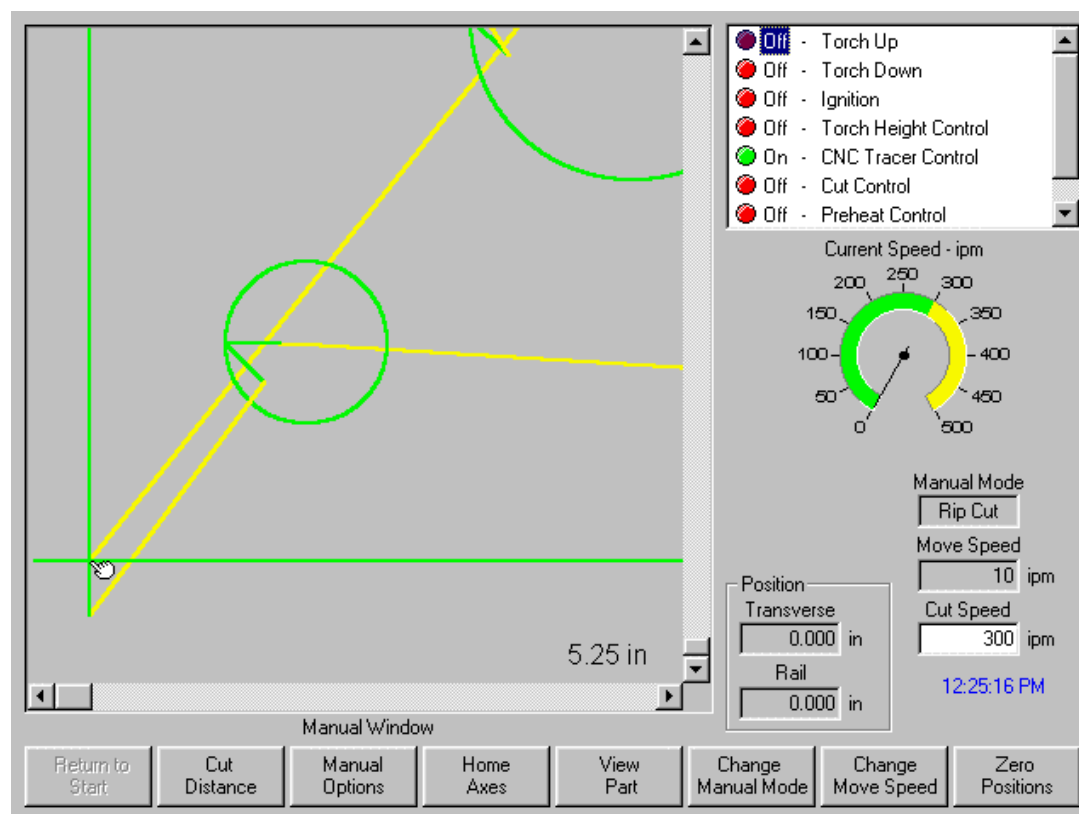 Off - Torch Up
Off - Torch Down
Off - Ignition
Off - Torch Height Control
On - CNC Tracer Control
Off - Cut Control
Off - Preheat Control
Current Speed - ipm
0
50
100
150
200
250
300
350
400
450
500
Manual Mode
Rip Cut
Move Speed
10 ipm
Cut Speed
300 ipm
Position
Transverse
0.000 in
Rail
0.000 in
12:25:16 PM
5.25 in
Manual Window
Return to
Start
Cut
Distance
Manual
Options
Home
Axes
View
Part
Change
Manual Mode
Change
Move Speed
Zero
Positions